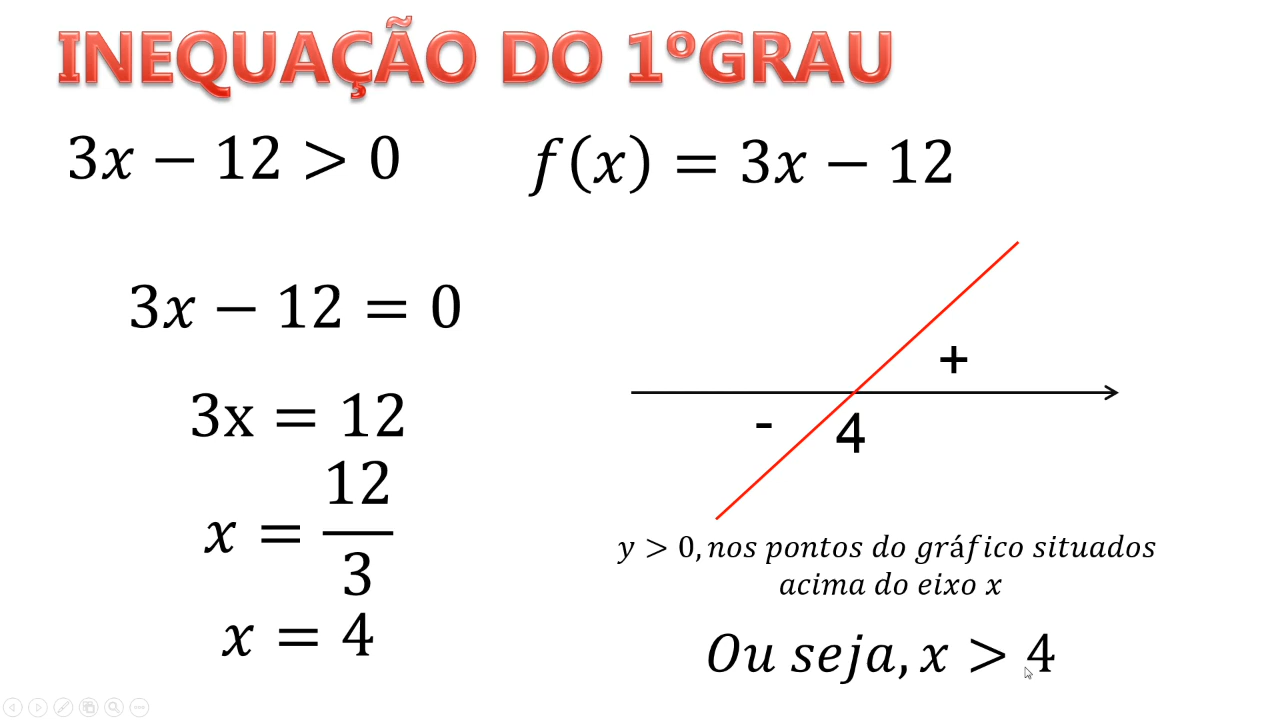 INEQUAÇÃO DO 1ºGRAU
3x − 12 > 0
f(x) = 3x − 12
3x − 12 = 0
3x = 12
x = 12/3
x = 4
+
- 4
y > 0, nos pontos do gráfico situados
acima do eixo x
Ou seja, x > 4